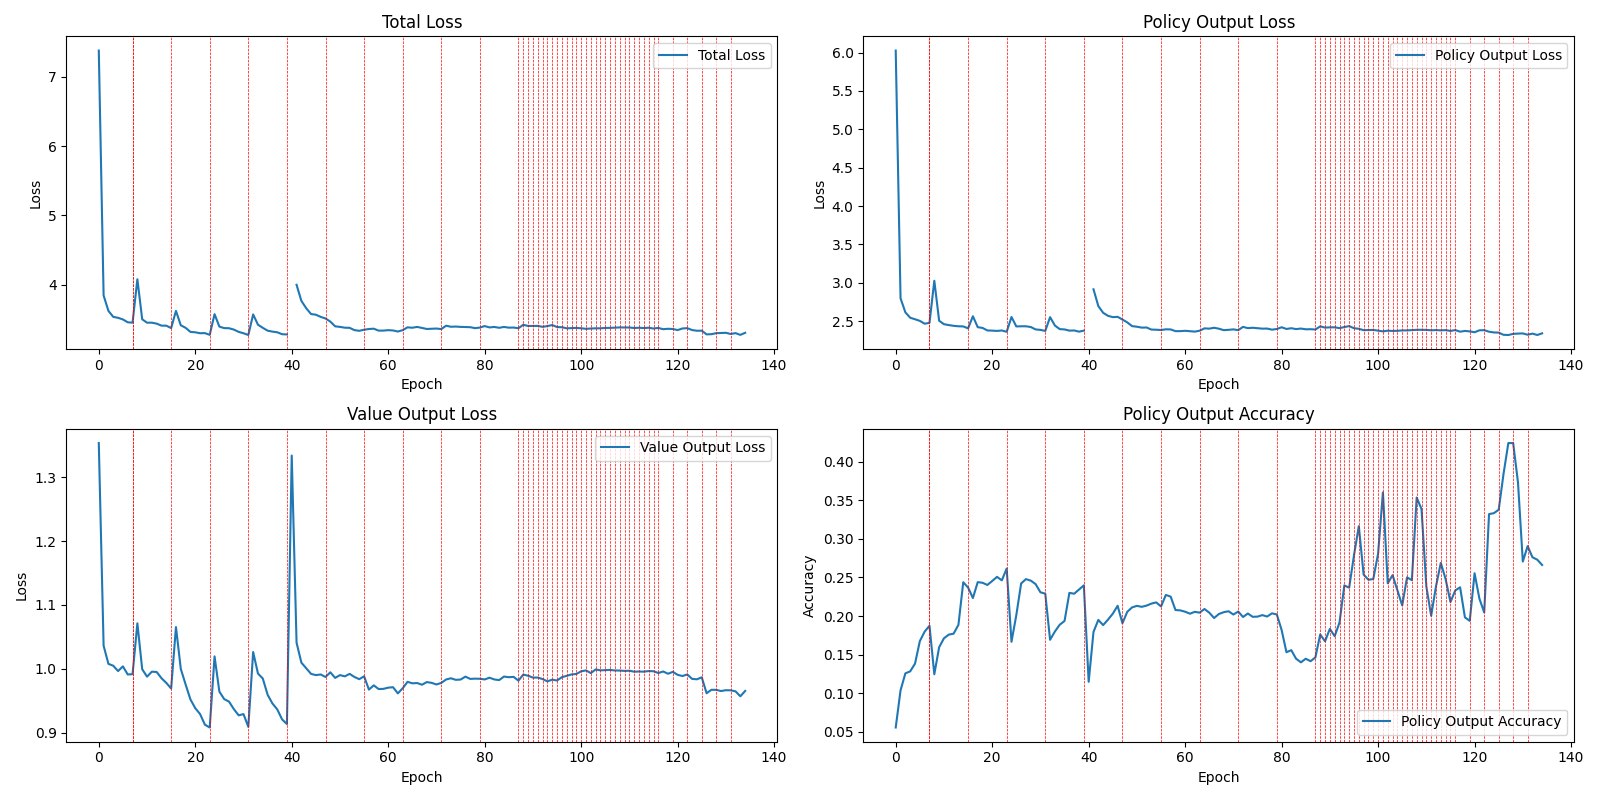 Total Loss
Total Loss
Loss
7
6
5
4
0 20 40 60 80 100 120 140
Epoch
Policy Output Loss
Policy Output Loss
Loss
6.0
5.5
5.0
4.5
4.0
3.5
3.0
2.5
0 20 40 60 80 100 120 140
Epoch
Value Output Loss
Value Output Loss
Loss
1.3
1.2
1.1
1.0
0.9
0 20 40 60 80 100 120 140
Epoch
Policy Output Accuracy
Accuracy
0.40
0.35
0.30
0.25
0.20
0.15
0.10
0.05
Policy Output Accuracy
0 20 40 60 80 100 120 140
Epoch